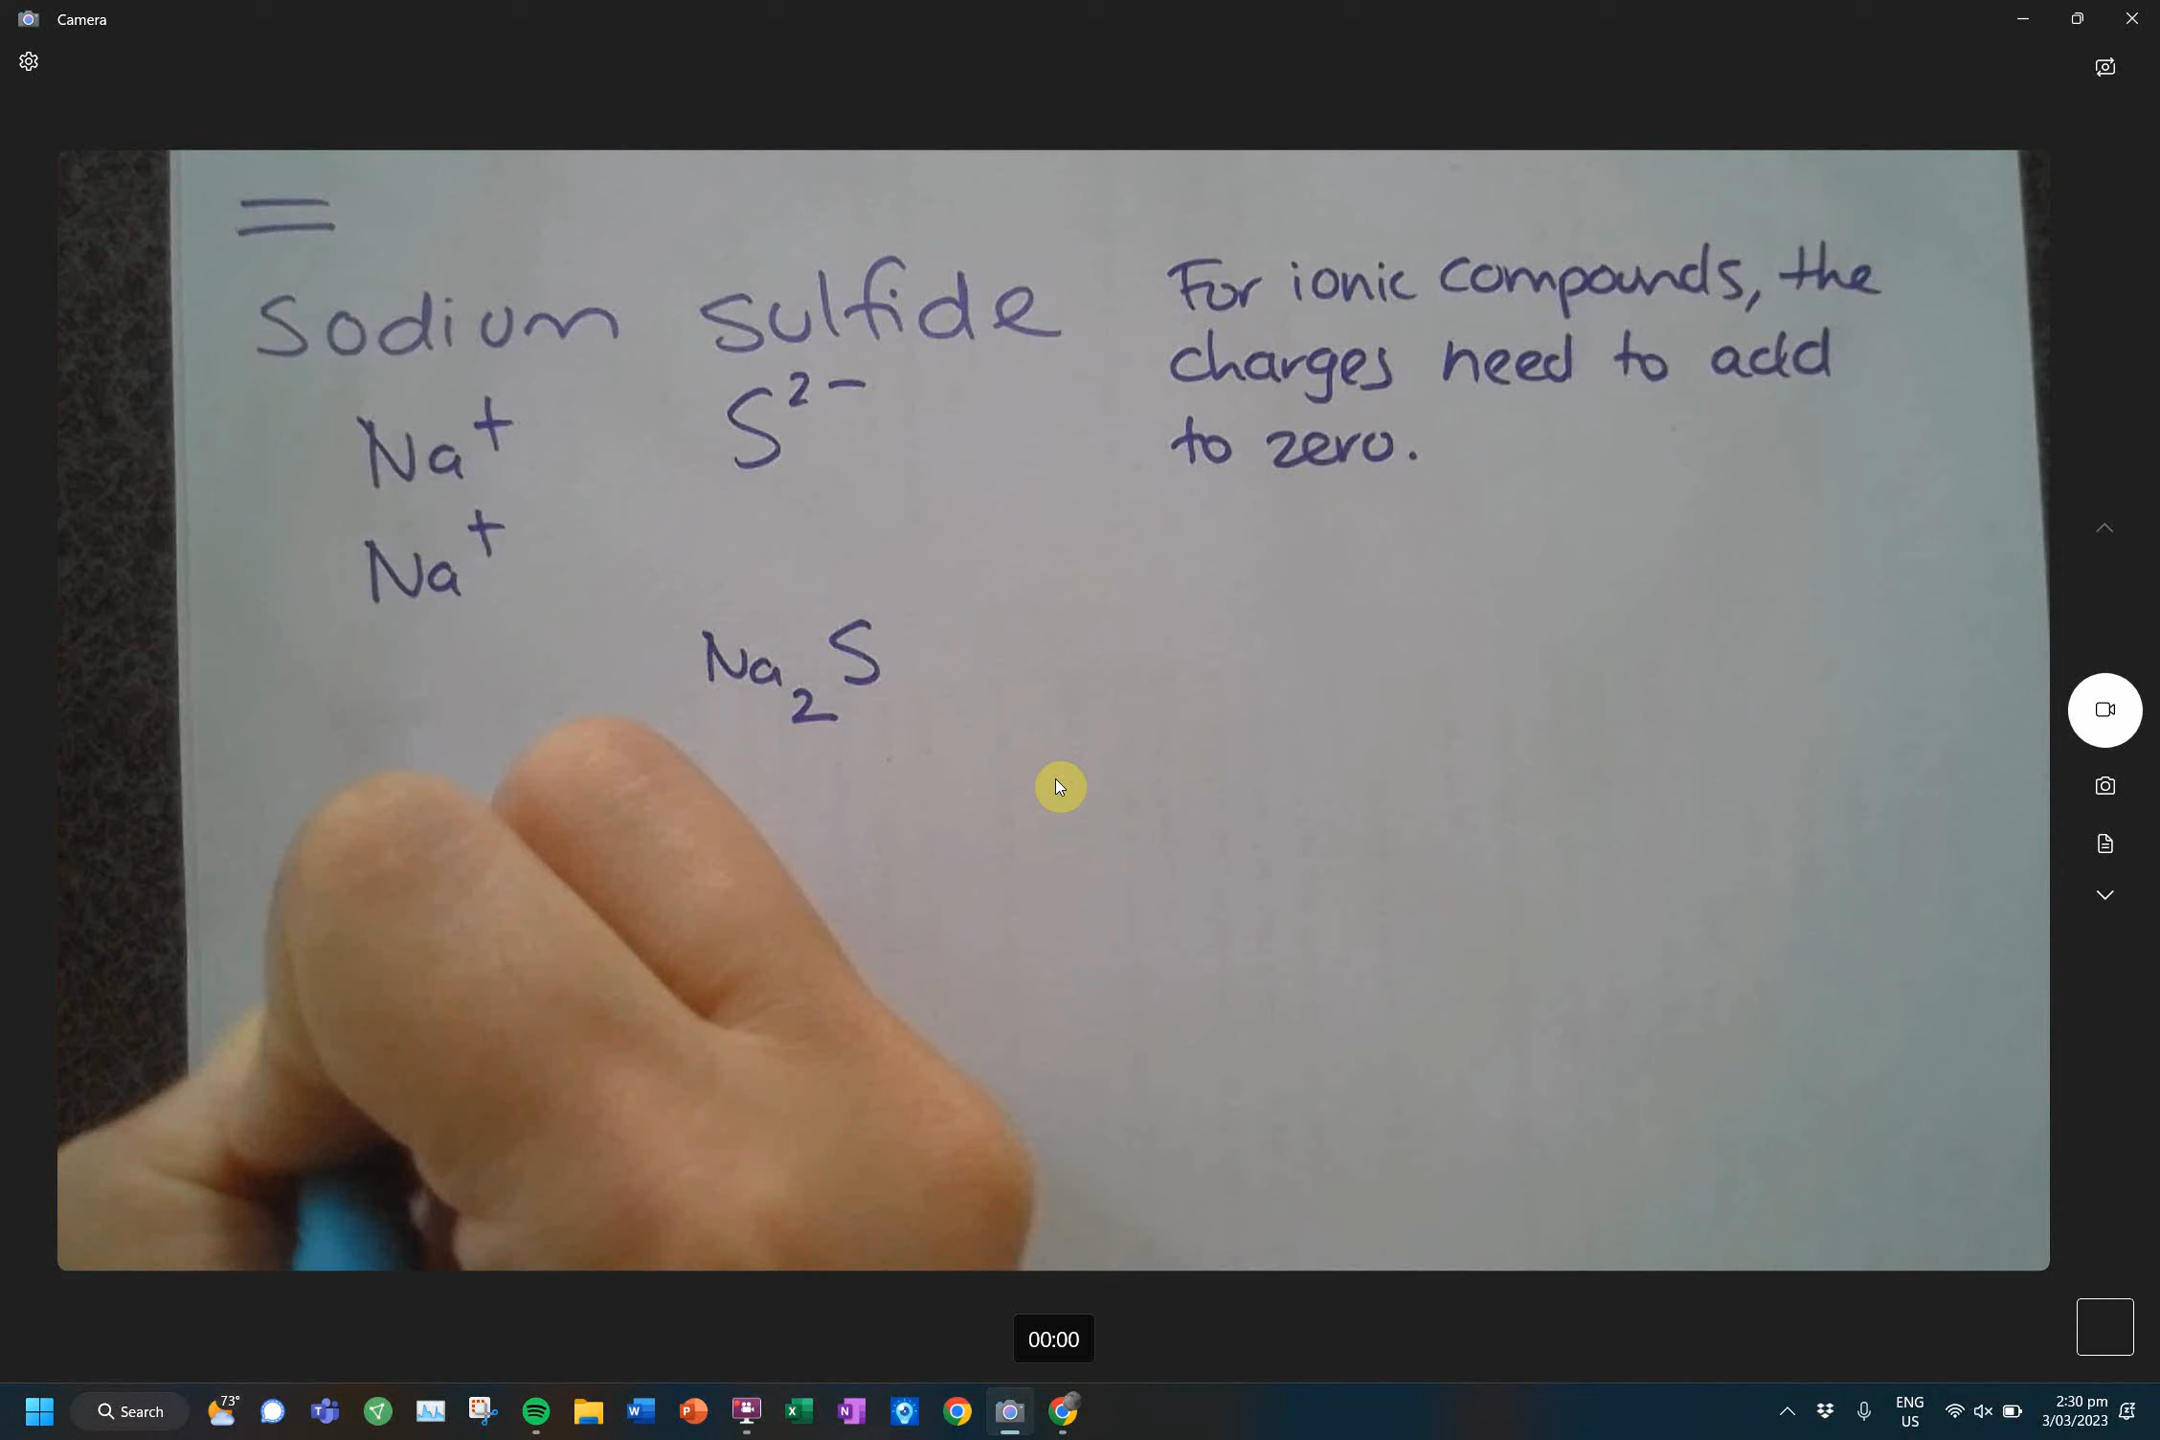 Camera
Sodium sulfide
Na⁺ S²⁻
Na⁺
Na₂S
For ionic compounds, the
charges need to add
to zero.
00:00
73°
Search
ENG
US
2:30 pm
3/03/2023